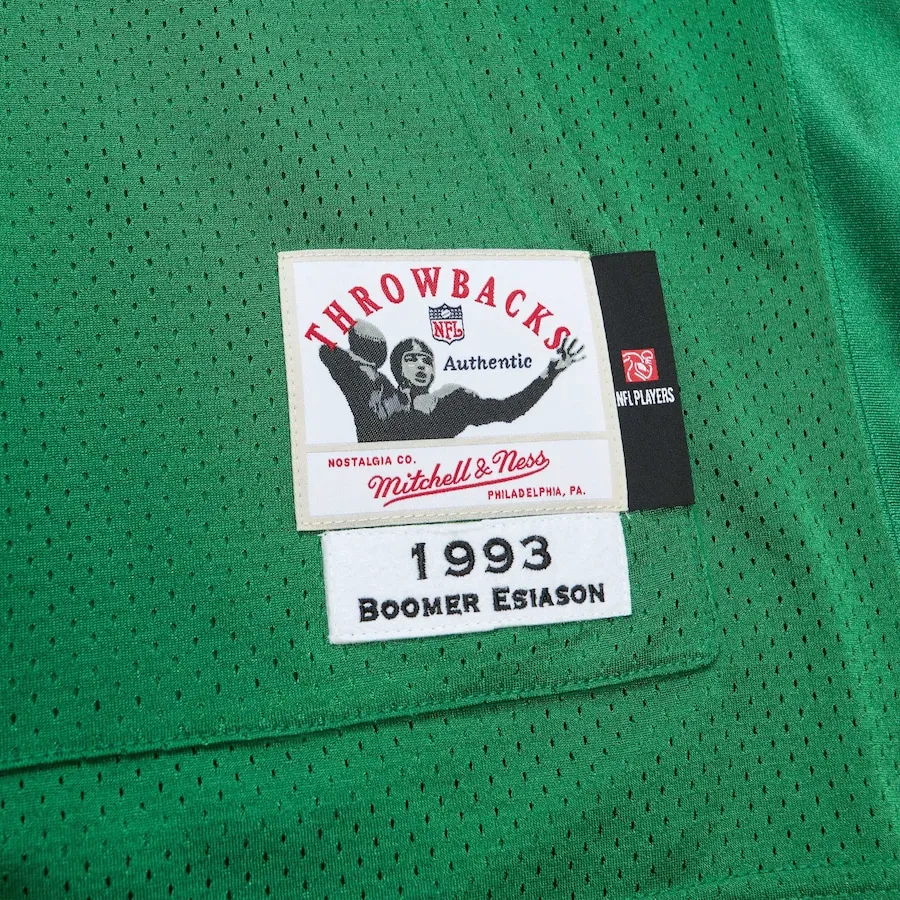 THROWBACKS
NFL
Authentic
NFL PLAYERS
NOSTALGIA CO.
Mitchell & Ness
PHILADELPHIA, PA.
1993
BOOMER ESIASON